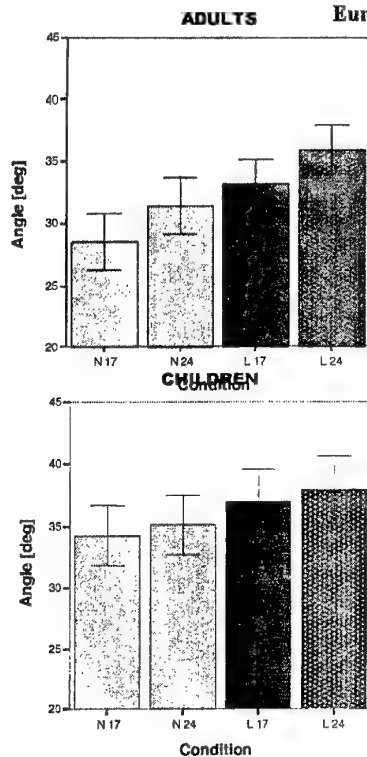 ADULTS Eur
45
40
35
30
25
20
Angle [deg]
N 17 N 24 L 17 L 24
Condition
CHILDREN
45
40
35
30
25
20
Angle [deg]
N 17 N 24 L 17 L 24
Condition